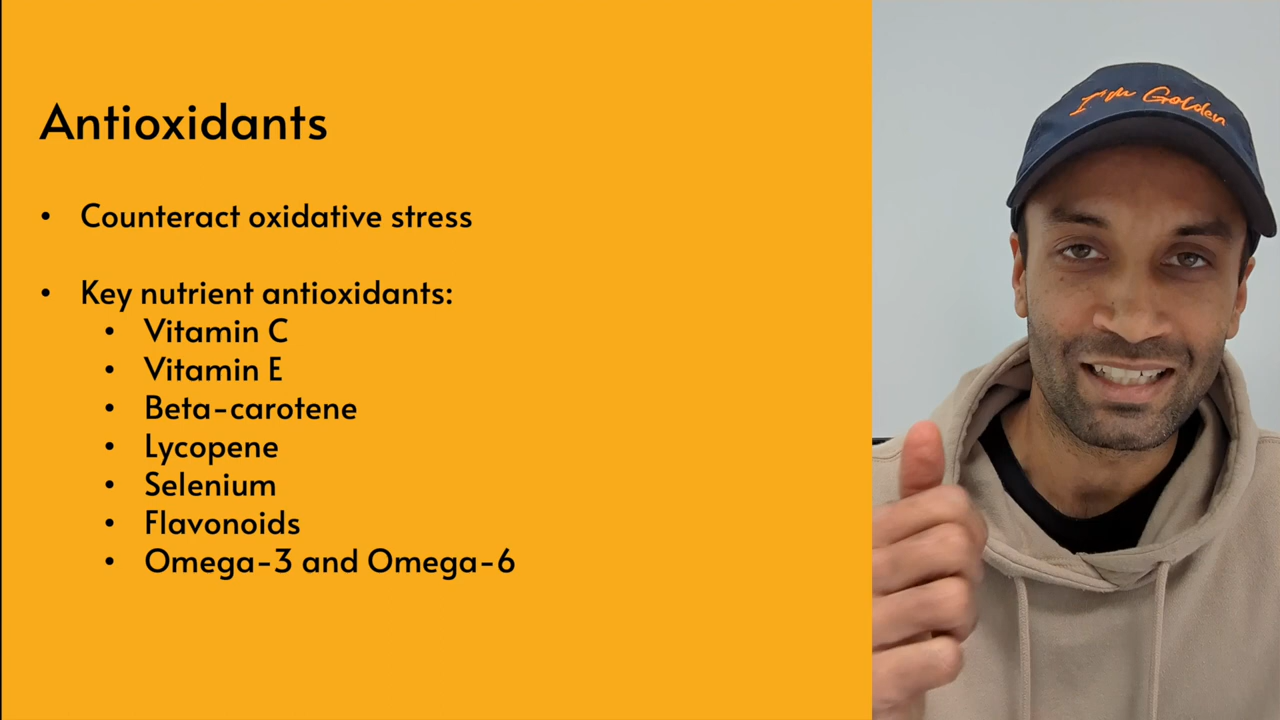 Antioxidants
• Counteract oxidative stress
• Key nutrient antioxidants:
• Vitamin C
• Vitamin E
• Beta-carotene
• Lycopene
• Selenium
• Flavonoids
• Omega-3 and Omega-6
I'm Golden